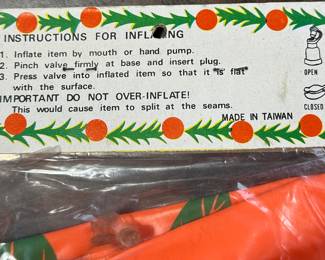 INSTRUCTIONS FOR INFLATING
1. Inflate item by mouth or hand pump.
2. Pinch valve firmly at base and insert plug.
3. Press valve into inflated item so that it "is flat"
with the surface.
IMPORTANT DO NOT OVER-INFLATE!
This would cause item to split at the seams.
MADE IN TAIWAN
OPEN
CLOSED